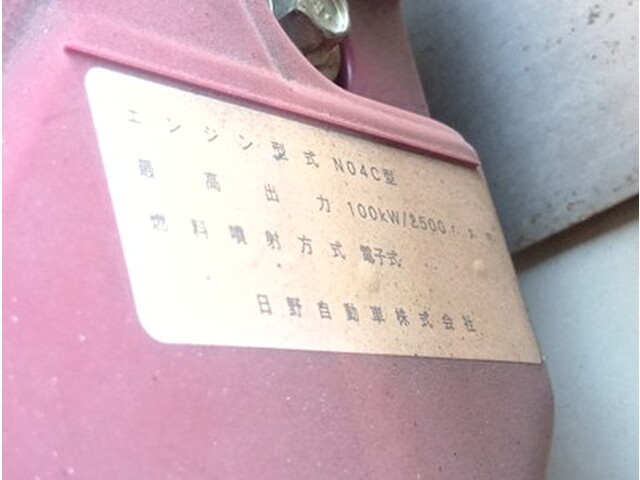 エンジン型式 N04C型
最高出力 100kW/2500r.p.m
燃料噴射方式 電子式
日野自動車株式会社